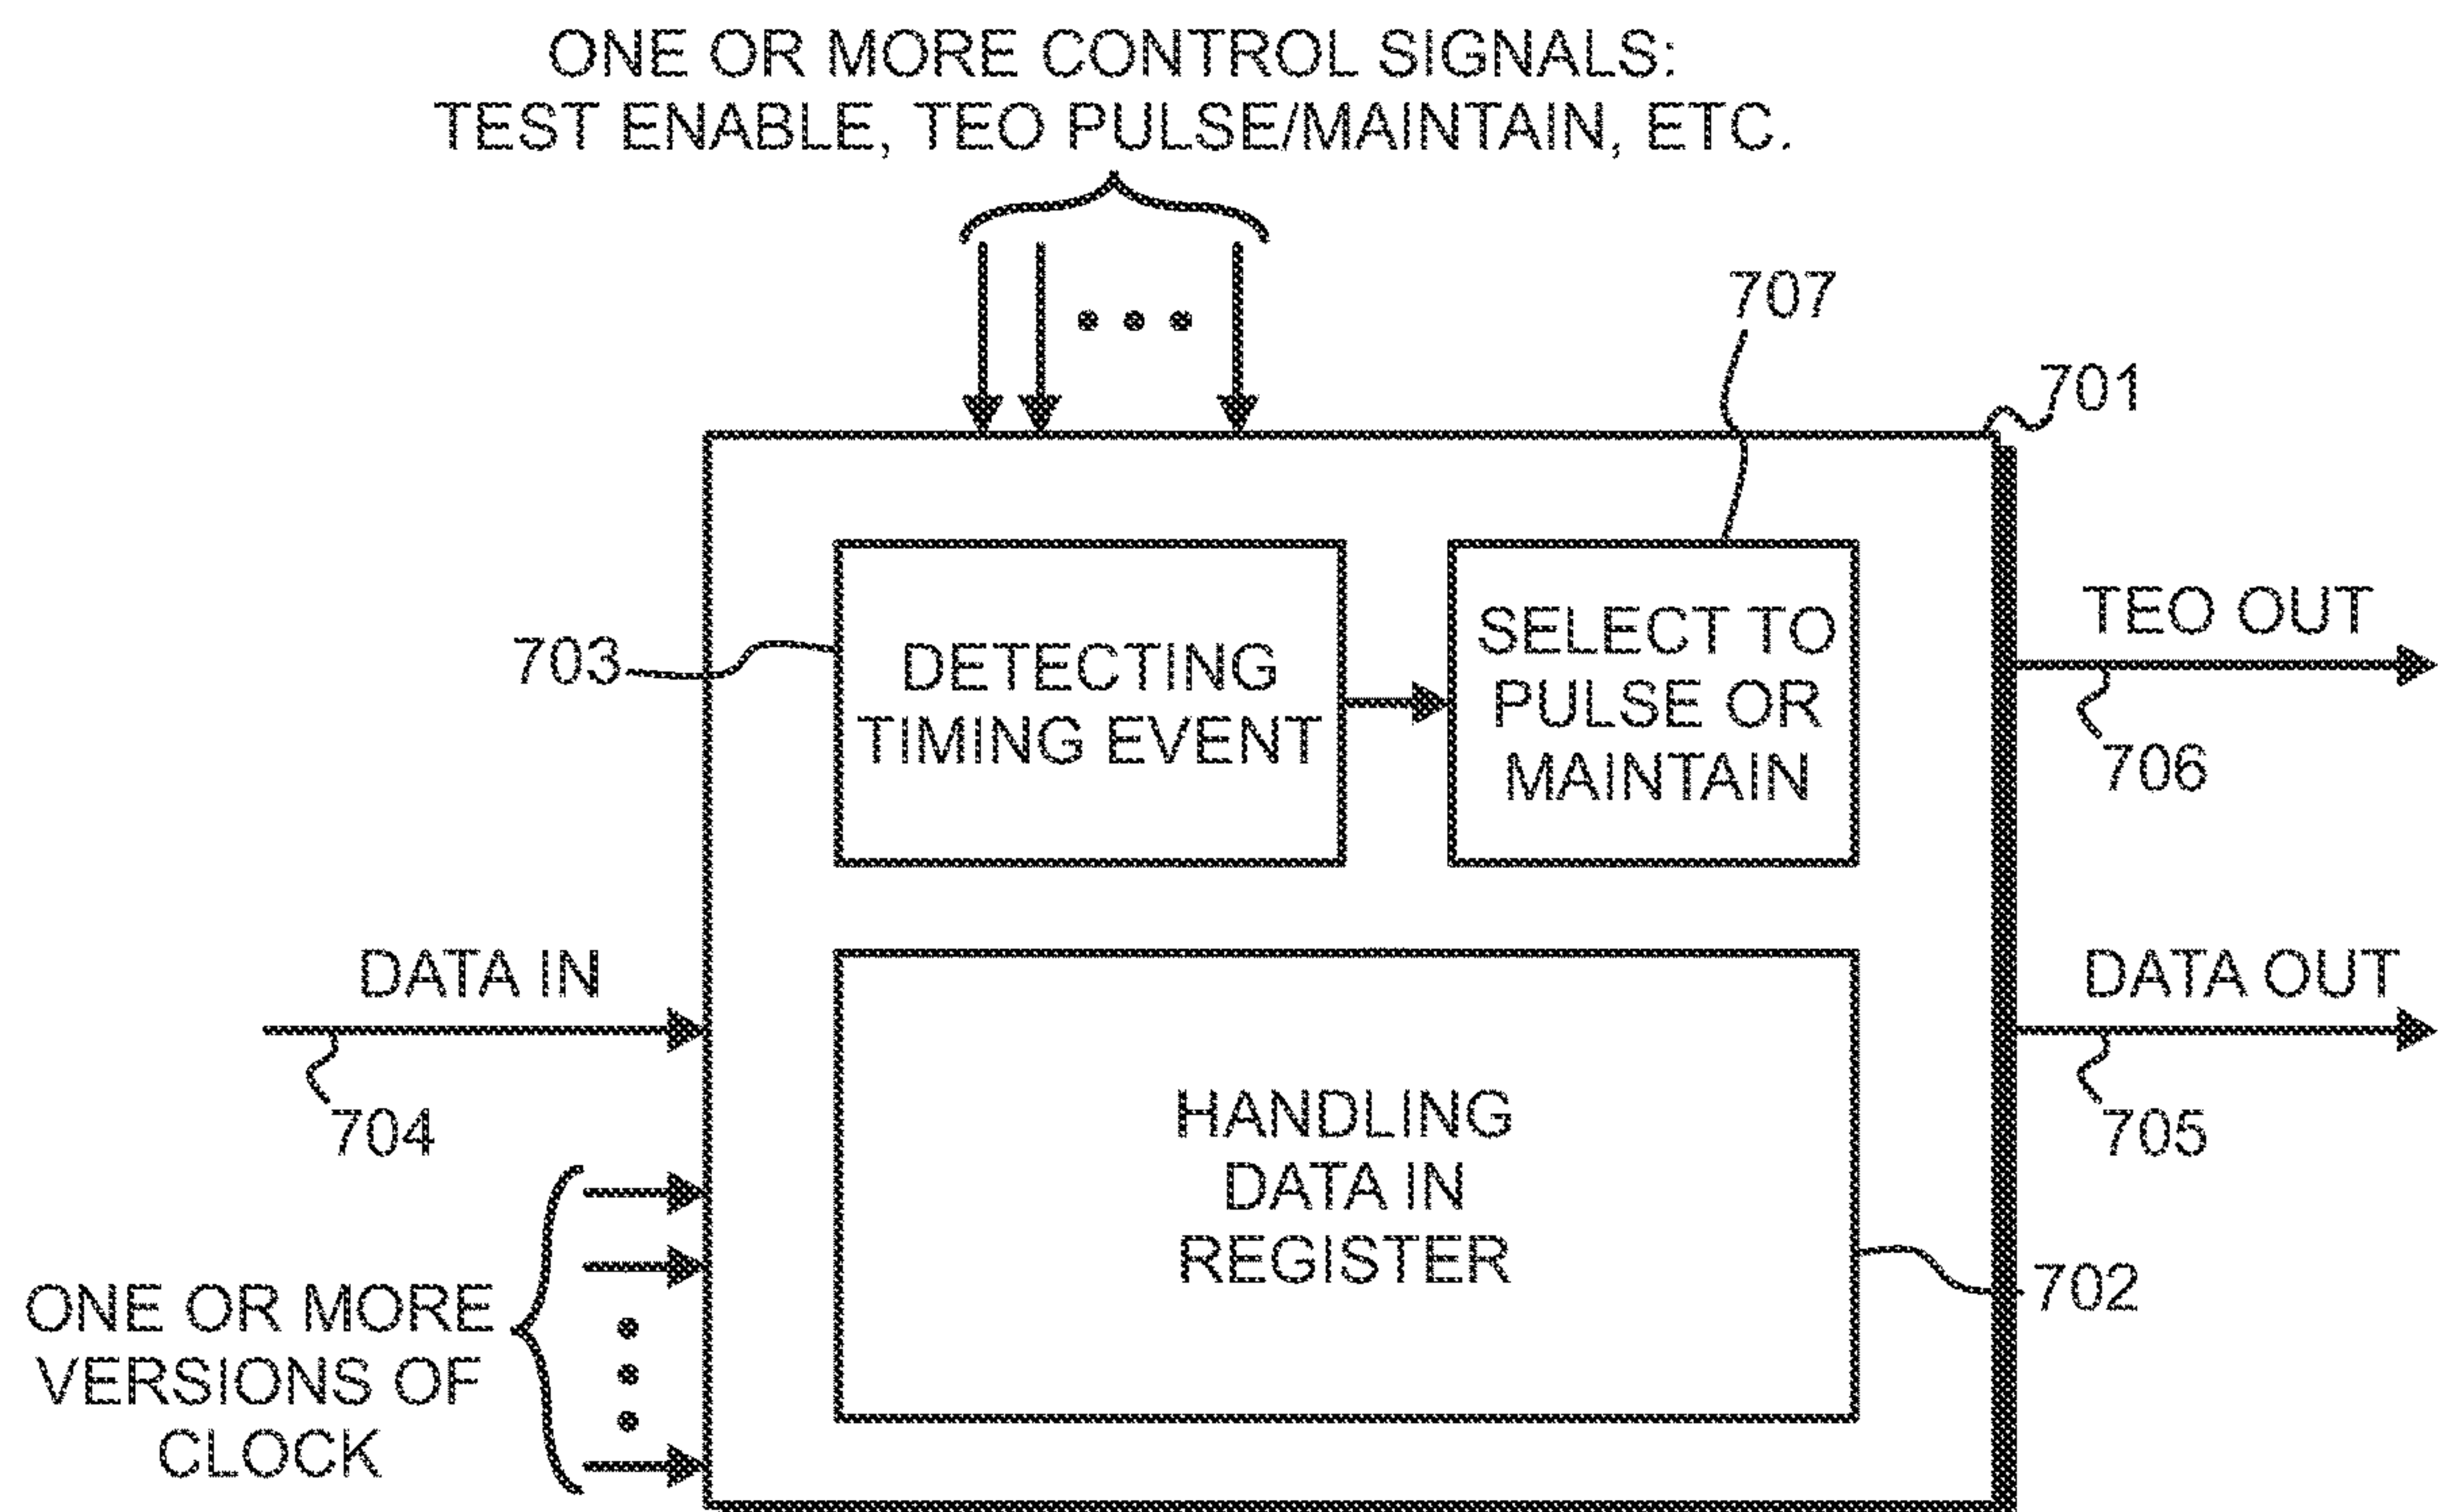 ONE OR MORE CONTROL SIGNALS:
TEST ENABLE, TEO PULSE/MAINTAIN, ETC.
707
701
703
DETECTING
TIMING EVENT
SELECT TO
PULSE OR
MAINTAIN
TEO OUT
706
DATA IN
704
DATA OUT
705
HANDLING
DATA IN
REGISTER
702
ONE OR MORE
VERSIONS OF
CLOCK